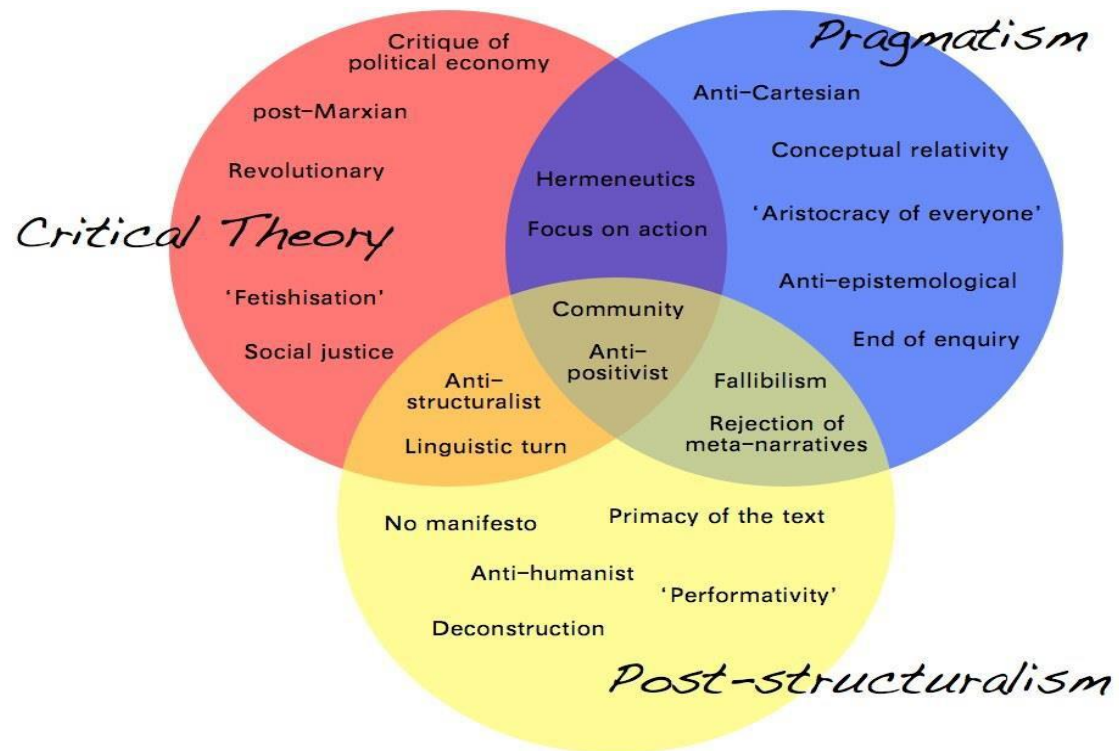 Critique of
political economy
post-Marxian
Revolutionary
Critical Theory
'Fetishisation'
Social justice
Pragmatism
Anti-Cartesian
Conceptual relativity
'Aristocracy of everyone'
Anti-epistemological
End of enquiry
Hermeneutics
Focus on action
Community
Anti-
positivist
Anti-
structuralist
Linguistic turn
Fallibilism
Rejection of
meta-narratives
No manifesto
Primacy of the text
Anti-humanist
'Performativity'
Deconstruction
Post-structuralism